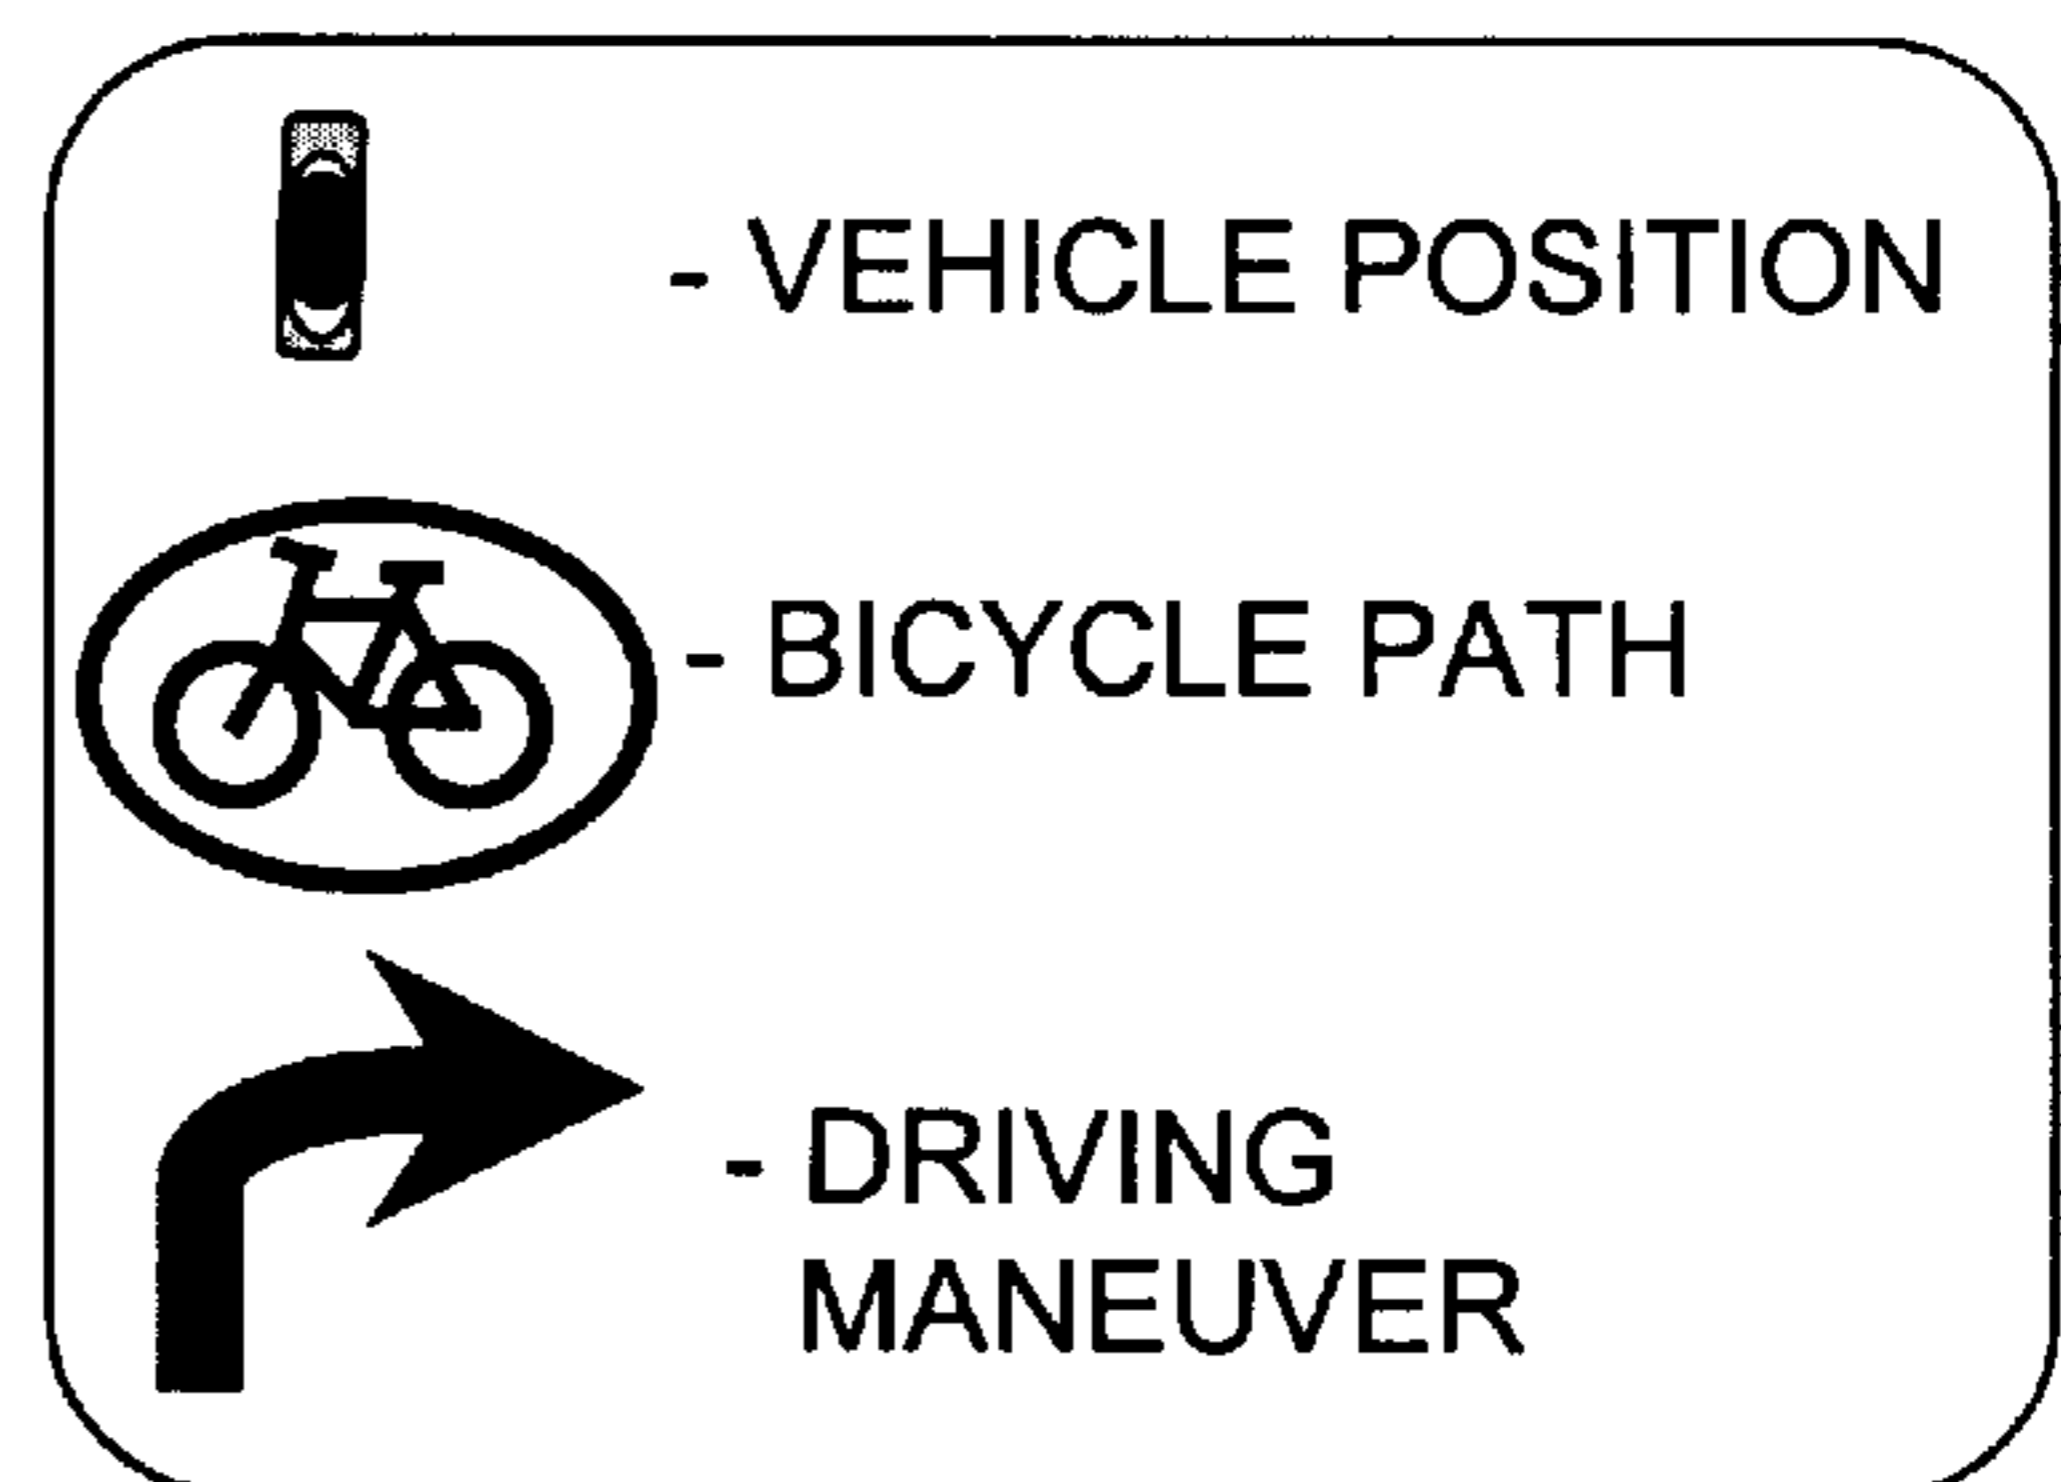 - VEHICLE POSITION
- BICYCLE PATH
- DRIVING
MANEUVER